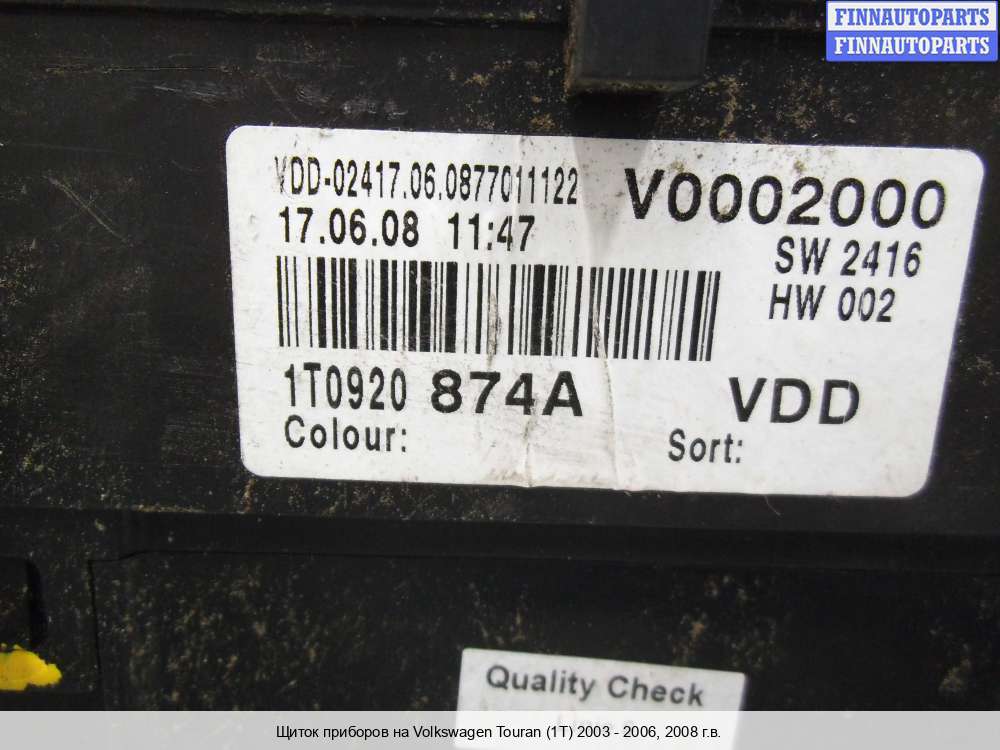 FINNAUTOPARTS
FINNAUTOPARTS
VDD-02417.06.0877011122
V0002000
17.06.08 11:47
SW 2416
HW 002
1T0920 874A
VDD
Colour:
Sort:
Quality Check
Щиток приборов на Volkswagen Touran (1T) 2003 - 2006, 2008 г.в.